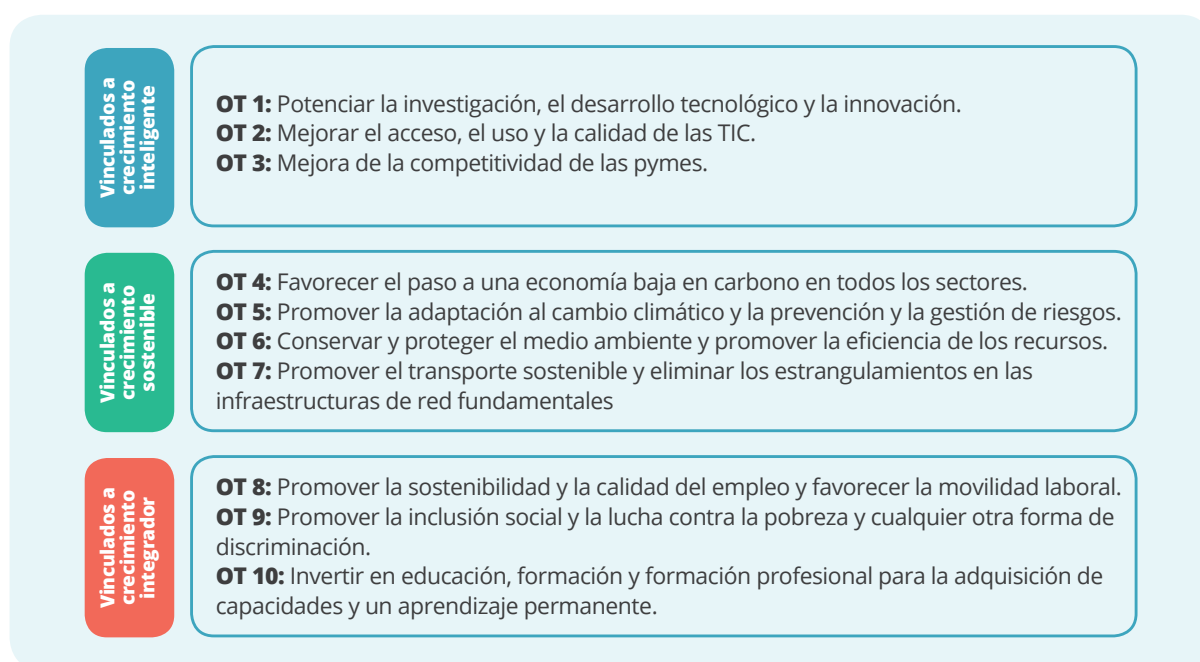 Vinculados a
crecimiento
inteligente
OT 1: Potenciar la investigación, el desarrollo tecnológico y la innovación.
OT 2: Mejorar el acceso, el uso y la calidad de las TIC.
OT 3: Mejora de la competitividad de las pymes.
Vinculados a
crecimiento
sostenible
OT 4: Favorecer el paso a una economía baja en carbono en todos los sectores.
OT 5: Promover la adaptación al cambio climático y la prevención y la gestión de riesgos.
OT 6: Conservar y proteger el medio ambiente y promover la eficiencia de los recursos.
OT 7: Promover el transporte sostenible y eliminar los estrangulamientos en las
infraestructuras de red fundamentales
Vinculados a
crecimiento
integrador
OT 8: Promover la sostenibilidad y la calidad del empleo y favorecer la movilidad laboral.
OT 9: Promover la inclusión social y la lucha contra la pobreza y cualquier otra forma de
discriminación.
OT 10: Invertir en educación, formación y formación profesional para la adquisición de
capacidades y un aprendizaje permanente.